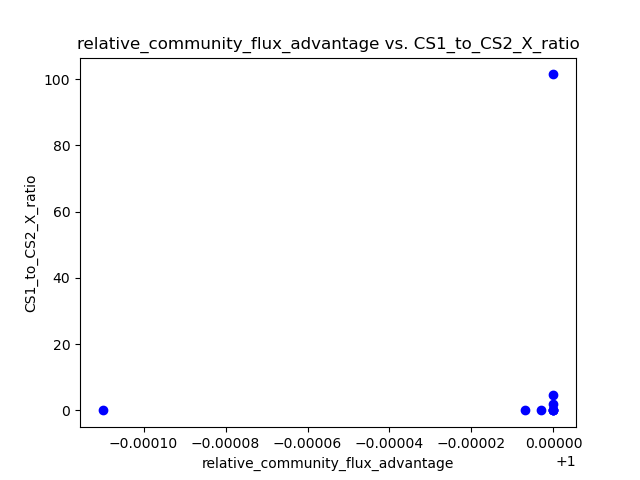 relative_community_flux_advantage vs. CS1_to_CS2_X_ratio
100
80
60
40
20
0
CS1_to_CS2_X_ratio
−0.00010 −0.00008 −0.00006 −0.00004 −0.00002 0.00000
+1
relative_community_flux_advantage